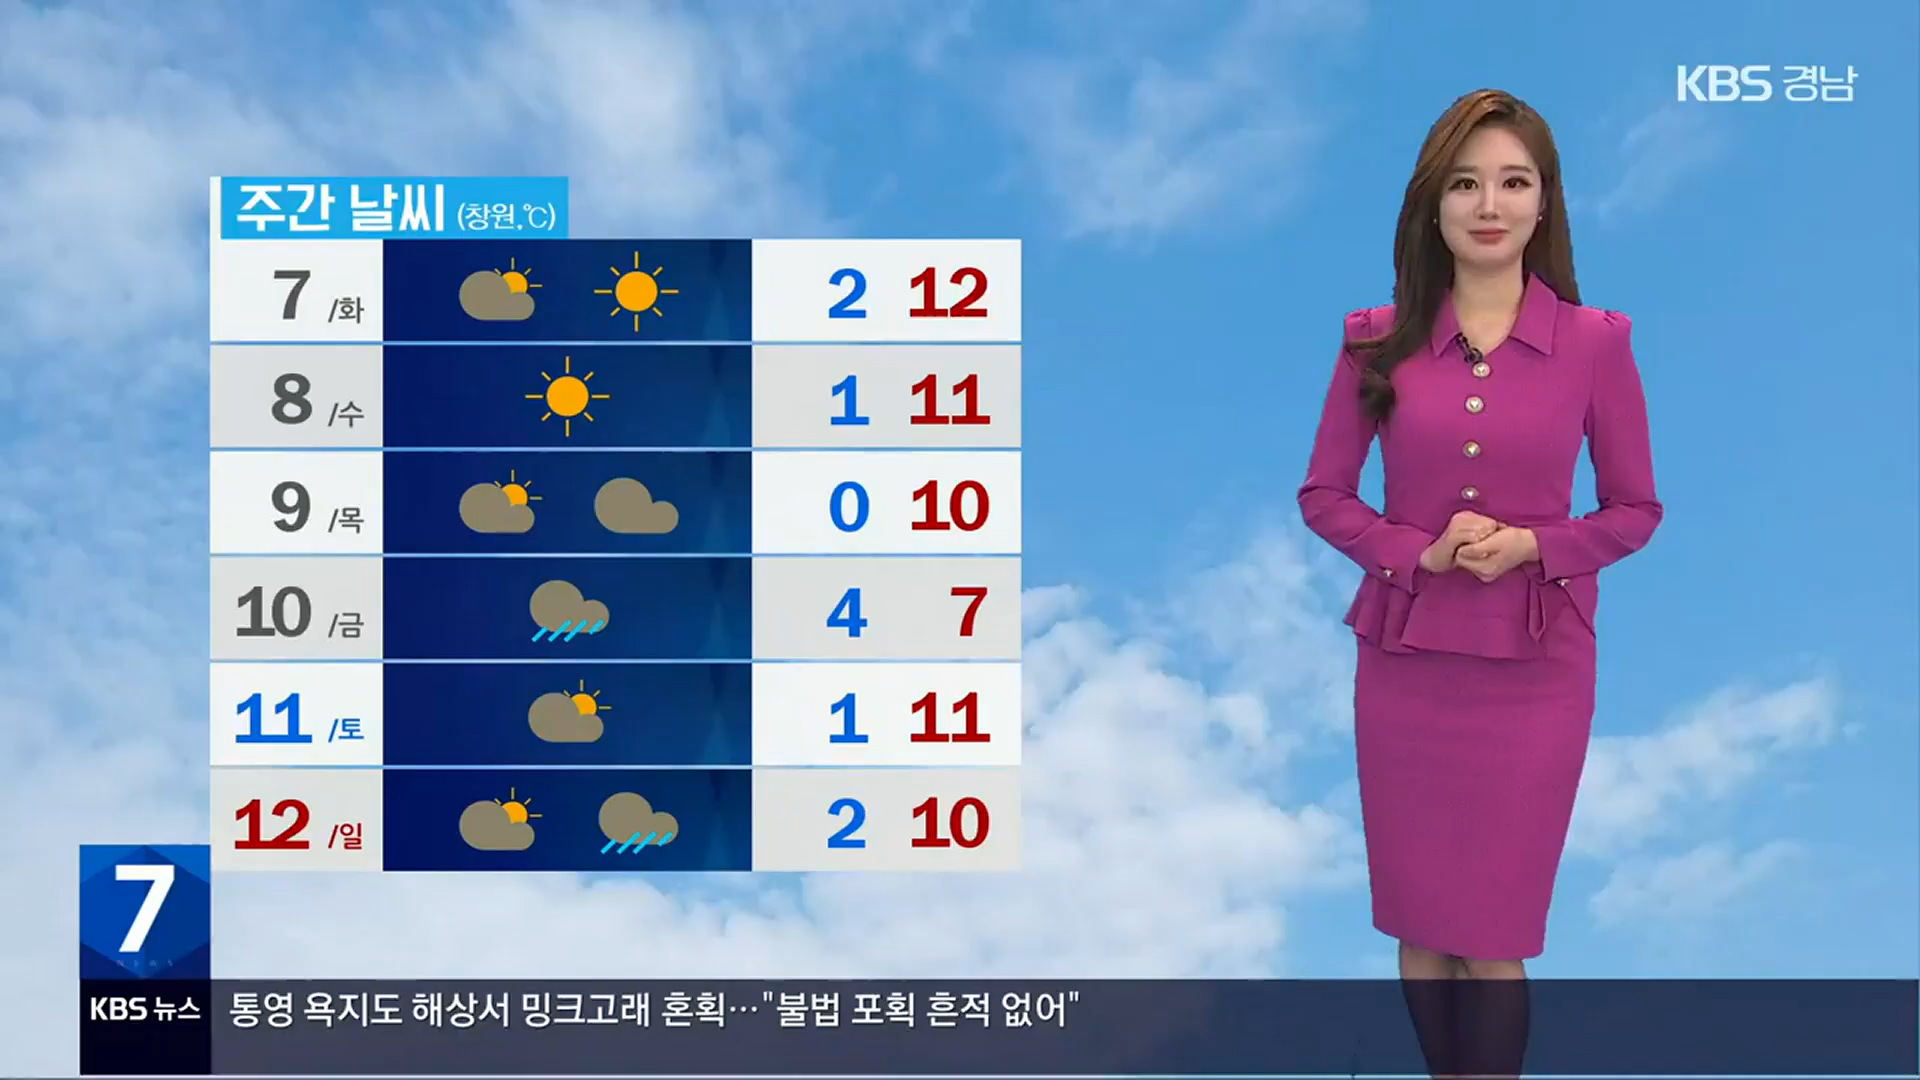 KBS 경남
주간 날씨 (창원,℃)
7 /화 2 12
8 /수 1 11
9 /목 0 10
10 /금 4 7
11 /토 1 11
12 /일 2 10
7
NEWS
KBS 뉴스 통영 욕지도 해상서 밍크고래 혼획…"불법 포획 흔적 없어"